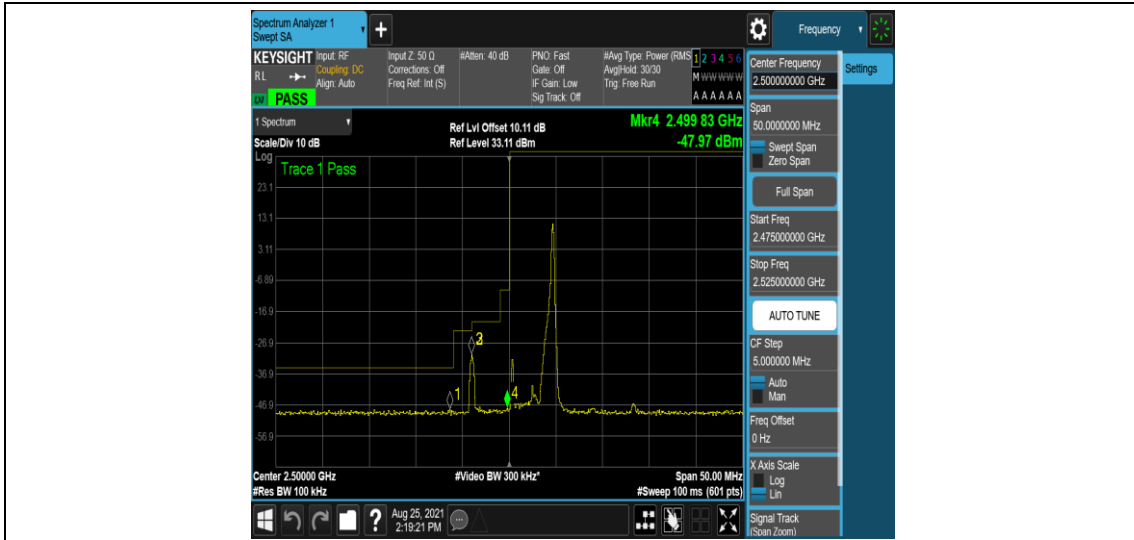 Spectrum Analyzer 1
Swept SA
+
Frequency
KEYSIGHT
RL
LXI
PASS
Input: RF
Coupling: DC
Align: Auto
Input Z: 50 Ω
Corrections: Off
Freq Ref: Int (S)
#Atten: 40 dB
PNO: Fast
Gate: Off
IF Gain: Low
Sig Track: Off
#Avg Type: Power (RMS
Avg|Hold: 30/30
Trig: Free Run
1 2 3 4 5 6
M W W W W W
A A A A A A
1 Spectrum
Scale/Div 10 dB
Ref Lvl Offset 10.11 dB
Ref Level 33.11 dBm
Mkr4 2.499 83 GHz
-47.97 dBm
Log
Trace 1 Pass
23.1
13.1
3.11
-6.89
-16.9
-26.9
-36.9
-46.9
-56.9
1
4
Center 2.50000 GHz
#Video BW 300 kHz*
Span 50.00 MHz
#Res BW 100 kHz
#Sweep 100 ms (601 pts)
Center Frequency
2.500000000 GHz
Settings
Span
50.0000000 MHz
Swept Span
Zero Span
Full Span
Start Freq
2.475000000 GHz
Stop Freq
2.525000000 GHz
AUTO TUNE
CF Step
5.000000 MHz
Auto
Man
Freq Offset
0 Hz
X Axis Scale
Log
Lin
Signal Track
(Span Zoom)
?
Aug 25, 2021
2:19:21 PM